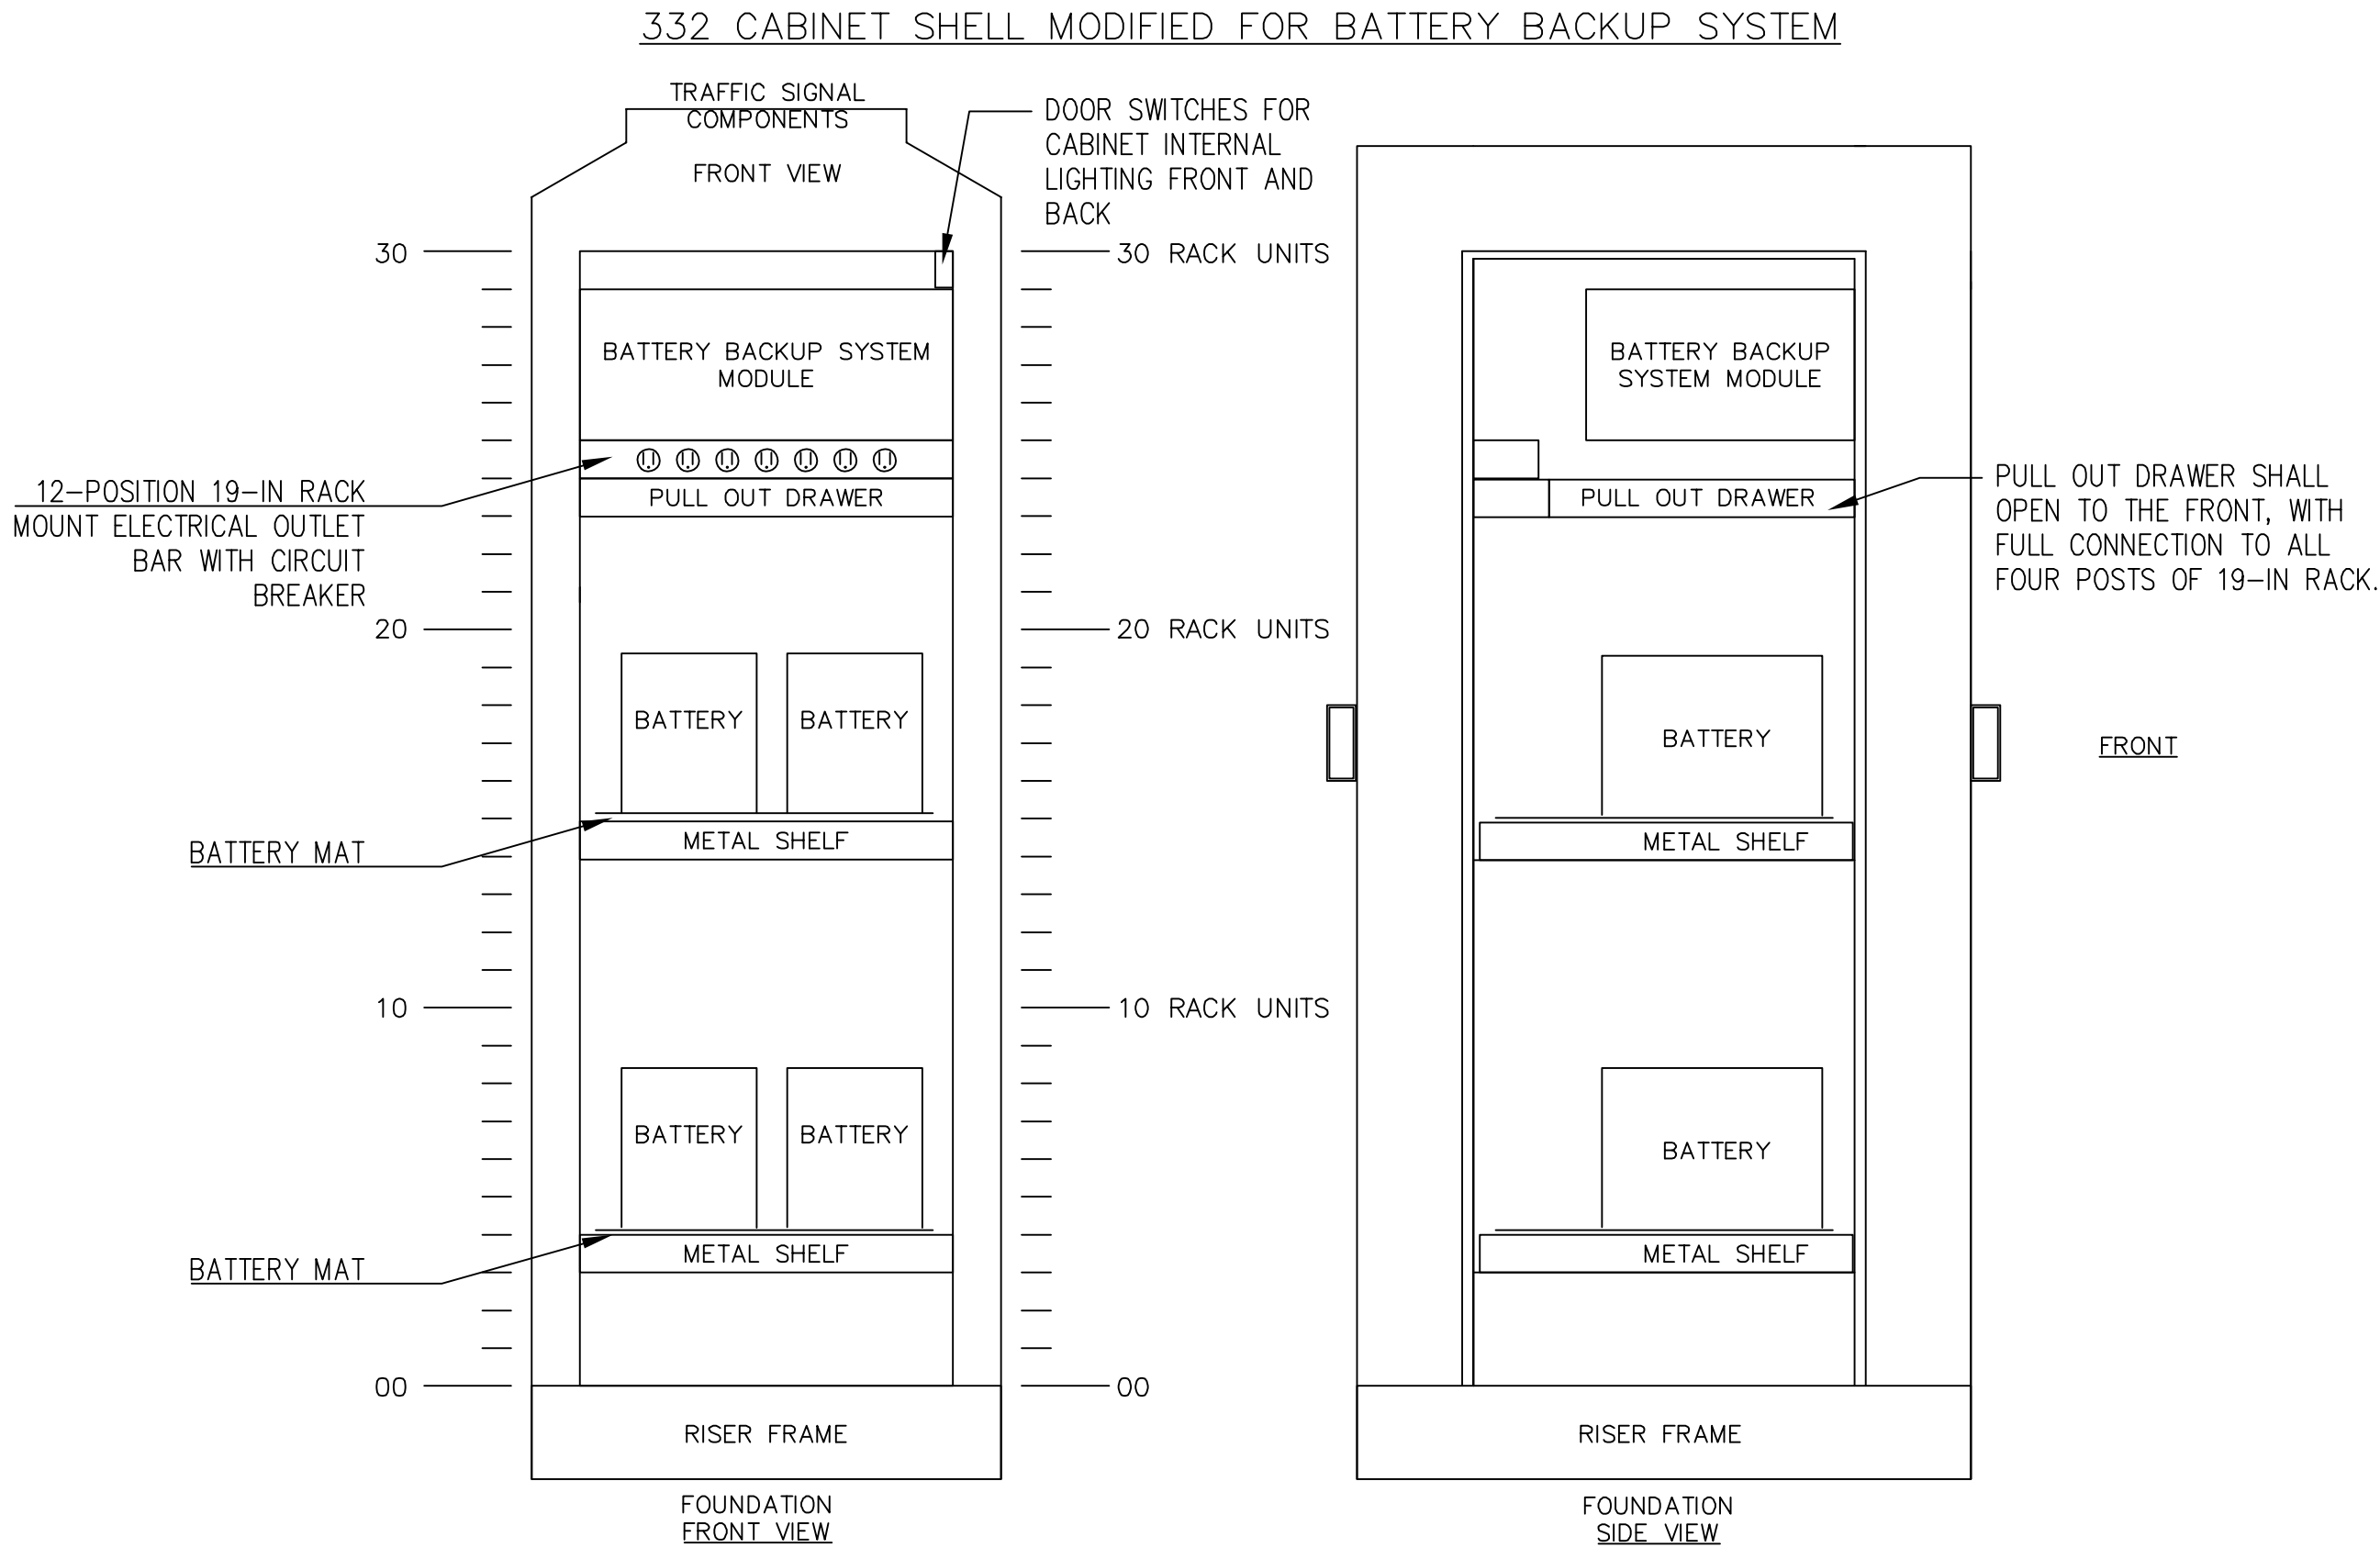 332 CABINET SHELL MODIFIED FOR BATTERY BACKUP SYSTEM
TRAFFIC SIGNAL
COMPONENTS
FRONT VIEW
DOOR SWITCHES FOR
CABINET INTERNAL
LIGHTING FRONT AND
BACK
30
30 RACK UNITS
BATTERY BACKUP SYSTEM
MODULE
12-POSITION 19-IN RACK
MOUNT ELECTRICAL OUTLET
BAR WITH CIRCUIT
BREAKER
PULL OUT DRAWER
20
20 RACK UNITS
BATTERY
BATTERY
BATTERY MAT
METAL SHELF
10
10 RACK UNITS
BATTERY
BATTERY
BATTERY MAT
METAL SHELF
00
00
RISER FRAME
FOUNDATION
FRONT VIEW
BATTERY BACKUP
SYSTEM MODULE
PULL OUT DRAWER
PULL OUT DRAWER SHALL
OPEN TO THE FRONT, WITH
FULL CONNECTION TO ALL
FOUR POSTS OF 19-IN RACK.
BATTERY
FRONT
METAL SHELF
BATTERY
METAL SHELF
RISER FRAME
FOUNDATION
SIDE VIEW